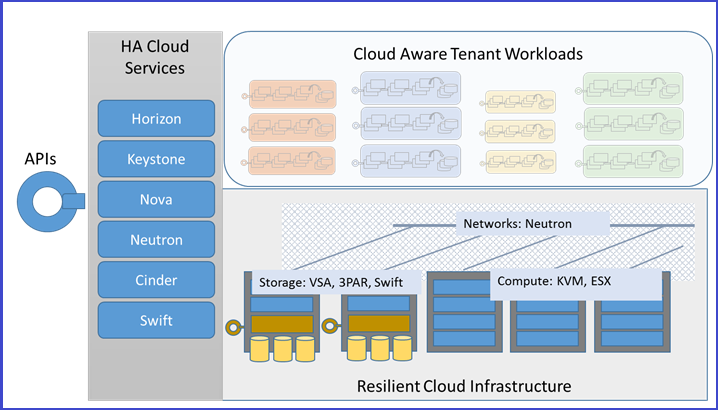 HA Cloud
Services
Cloud Aware Tenant Workloads
Horizon
APIs
Keystone
Nova
Neutron
Cinder
Swift
Networks: Neutron
Storage: VSA, 3PAR, Swift
Compute: KVM, ESX
Resilient Cloud Infrastructure